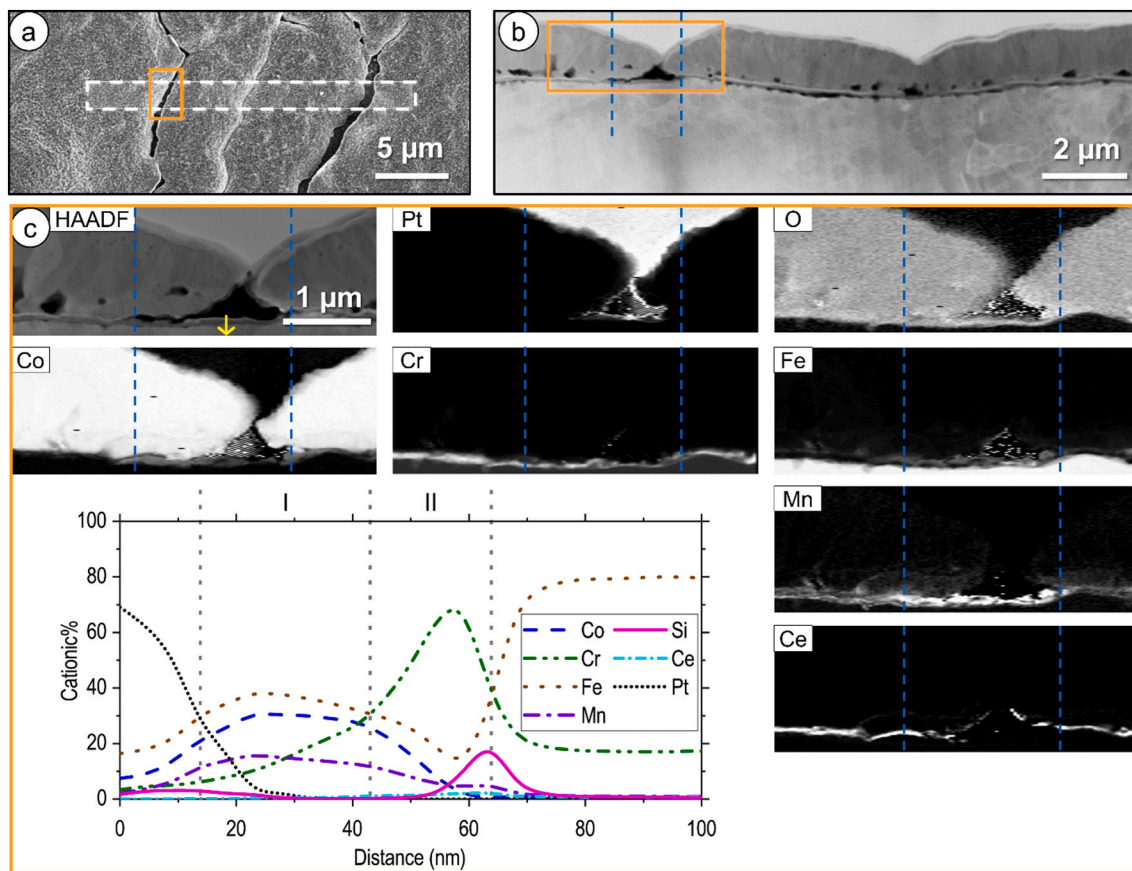 a
5 μm
b
2 μm
c
HAADF
1 μm
Pt
O
Co
Cr
Fe
Mn
Ce
I
II
100
80
60
40
20
0
Cationic%
Co
Si
Cr
Ce
Fe
Pt
Mn
0
20
40
60
80
100
Distance (nm)